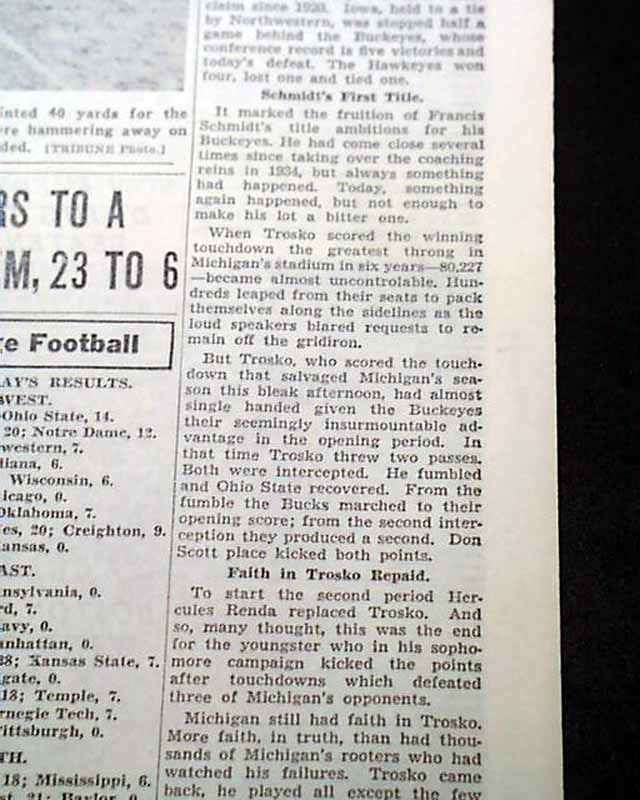 inted 40 yards for the
ere hammering away on
ded. [TRIBUNE Photo.]
RS TO A
M, 23 TO 6
ge Football
AY'S RESULTS.
WEST.
Ohio State, 14.
20; Notre Dame, 12.
western, 7.
diana, 6.
Wisconsin, 6.
icago, 0.
Oklahoma, 7.
es, 20; Creighton, 9.
ansas, 0.
AST.
nnsylvania, 0.
rd, 7.
avy, 0.
anhattan, 0.
28; Kansas State, 7.
gate, 0.
13; Temple, 7.
rnegie Tech, 7.
Pittsburgh, 0.
TH.
18; Mississippi, 6.
st, 21; Baylor, 0.
claim since 1920. Iowa, held to a tie
by Northwestern, was stopped half a
game behind the Buckeyes, whose
conference record is five victories and
today's defeat. The Hawkeyes won
four, lost one and tied one.
Schmidt's First Title.
It marked the fruition of Francis
Schmidt's title ambitions for his
Buckeyes. He had come close several
times since taking over the coaching
reins in 1934, but always something
had happened. Today, something
again happened, but not enough to
make his lot a bitter one.
When Trosko scored the winning
touchdown the greatest throng in
Michigan's stadium in six years—80,227
—became almost uncontrolable. Hun-
dreds leaped from their seats to pack
themselves along the sidelines as the
loud speakers blared requests to re-
main off the gridiron.
But Trosko, who scored the touch-
down that salvaged Michigan's sea-
son this bleak afternoon, had almost
single handed given the Buckeyes
their seemingly insurmountable ad-
vantage in the opening period. In
that time Trosko threw two passes.
Both were intercepted. He fumbled
and Ohio State recovered. From the
fumble the Bucks marched to their
opening score; from the second inter-
ception they produced a second. Don
Scott place kicked both points.
Faith in Trosko Repaid.
To start the second period Her-
cules Renda replaced Trosko. And
so, many thought, this was the end
for the youngster who in his sopho-
more campaign kicked the points
after touchdowns which defeated
three of Michigan's opponents.
Michigan still had faith in Trosko.
More faith, in truth, than had thou-
sands of Michigan's rooters who had
watched his failures. Trosko came
back, he played all except the few